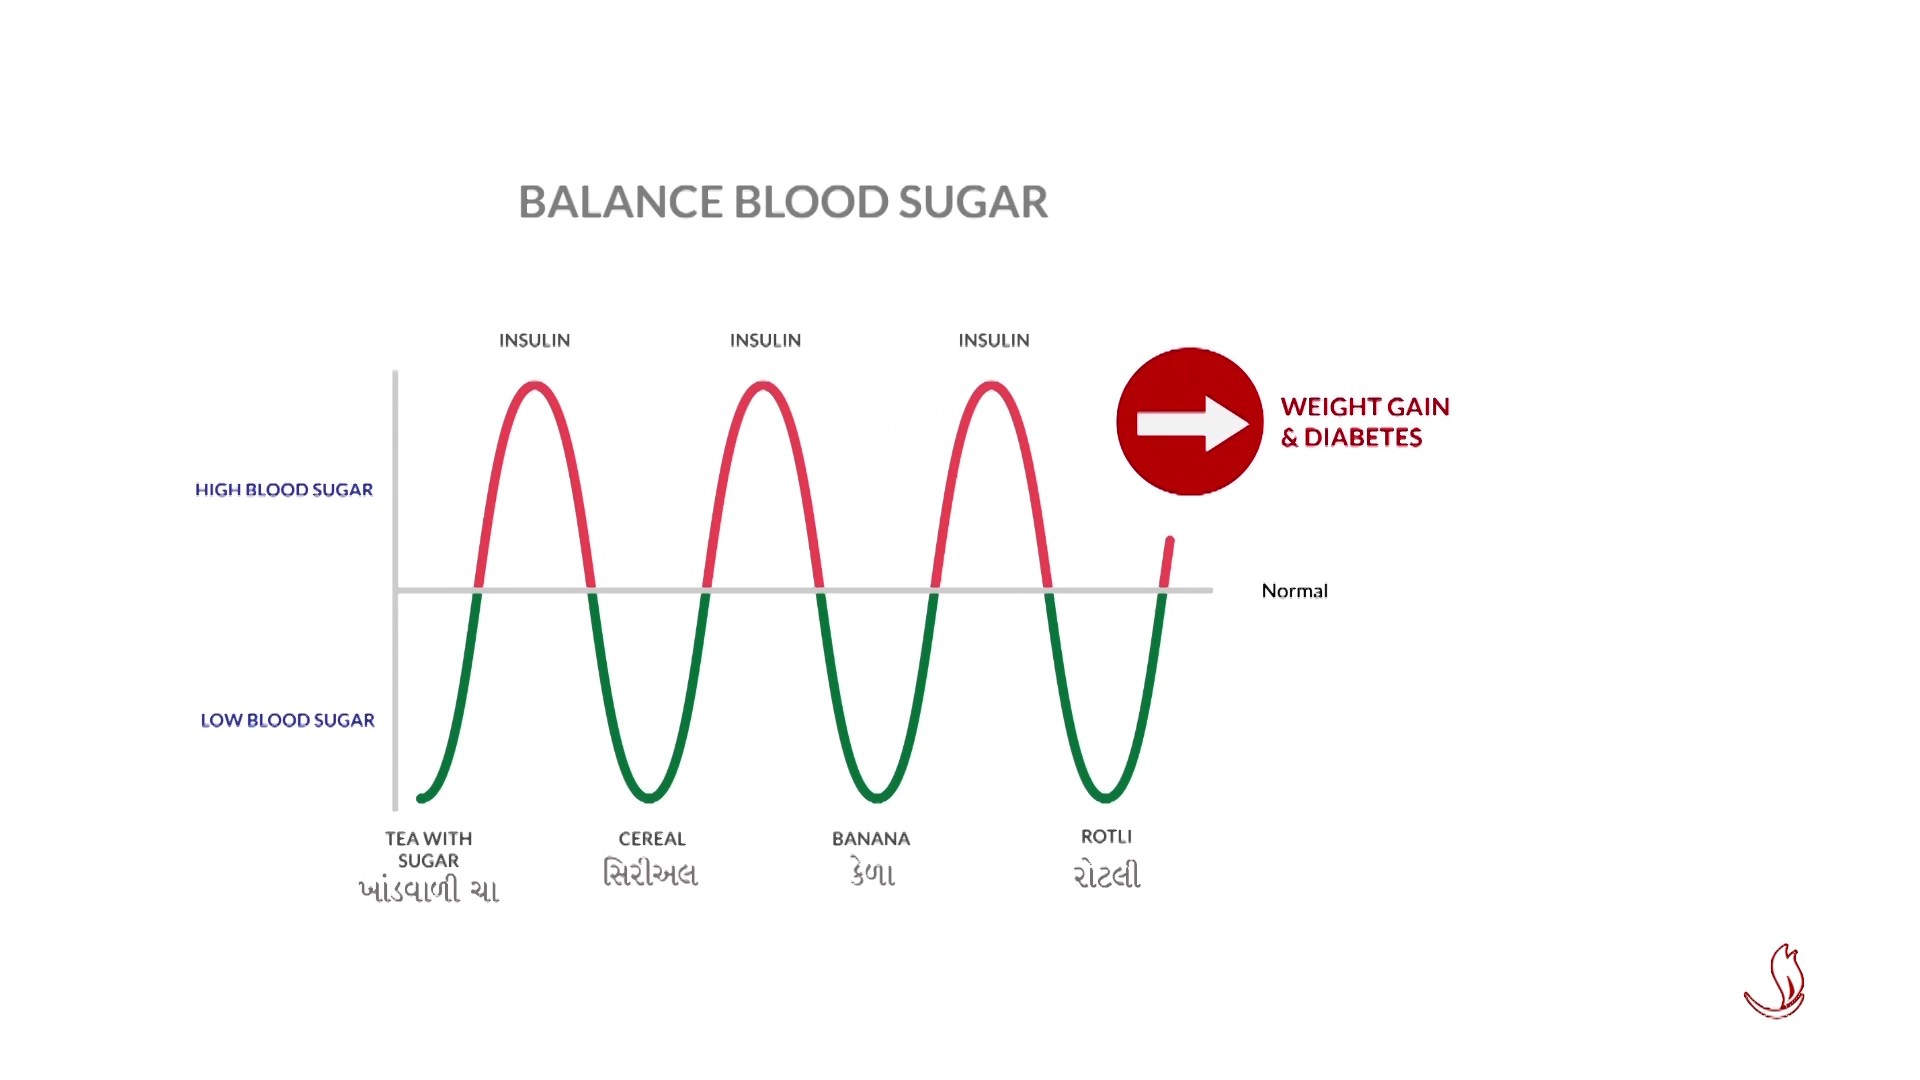 BALANCE BLOOD SUGAR
INSULIN
INSULIN
INSULIN
WEIGHT GAIN
& DIABETES
HIGH BLOOD SUGAR
Normal
LOW BLOOD SUGAR
TEA WITH
SUGAR
ખાંડવાળી ચા
CEREAL
સિરીઅલ
BANANA
કેળા
ROTLI
રોટલી